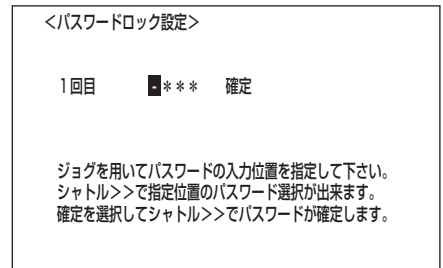 ＜パスワードロック設定＞
1回目　-＊＊＊　確定
ジョグを用いてパスワードの入力位置を指定して下さい。
シャトル＞＞で指定位置のパスワード選択が出来ます。
確定を選択してシャトル＞＞でパスワードが確定します。